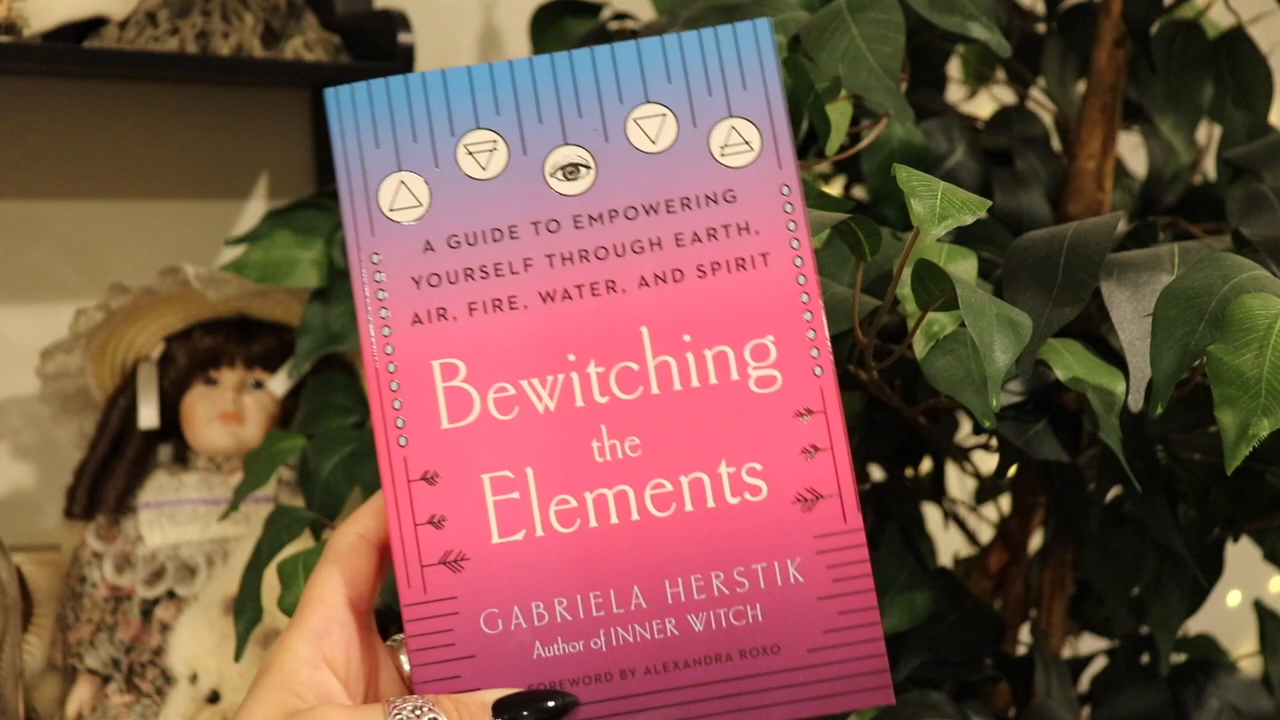 A GUIDE TO EMPOWERING
YOURSELF THROUGH EARTH,
AIR, FIRE, WATER, AND SPIRIT
Bewitching
the
Elements
GABRIELA HERSTIK
Author of INNER WITCH
FOREWORD BY ALEXANDRA ROXO